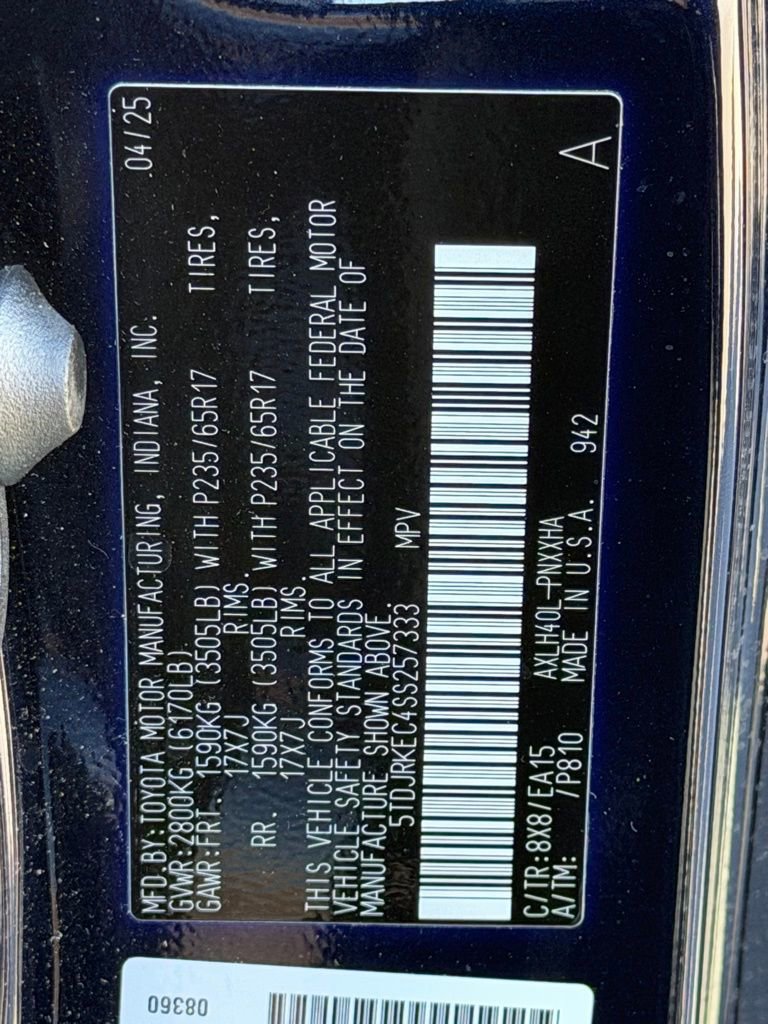 MFD.BY:TOYOTA MOTOR MANUFACTURING, INDIANA, INC. 04/25
GVWR:2800KG (6170LB)
GAWR:FRT. 1590KG (3505LB) WITH P235/65R17 TIRES,
17X7J RIMS.
RR. 1590KG (3505LB) WITH P235/65R17 TIRES,
17X7J RIMS.
THIS VEHICLE CONFORMS TO ALL APPLICABLE FEDERAL MOTOR
VEHICLE SAFETY STANDARDS IN EFFECT ON THE DATE OF
MANUFACTURE SHOWN ABOVE.
5TDJRKEC4SS257333 MPV
C/TR:8X8/EA15 AXLH40L-PNXXHA
A/TM: /P810 MADE IN U.S.A. 942 A
08360